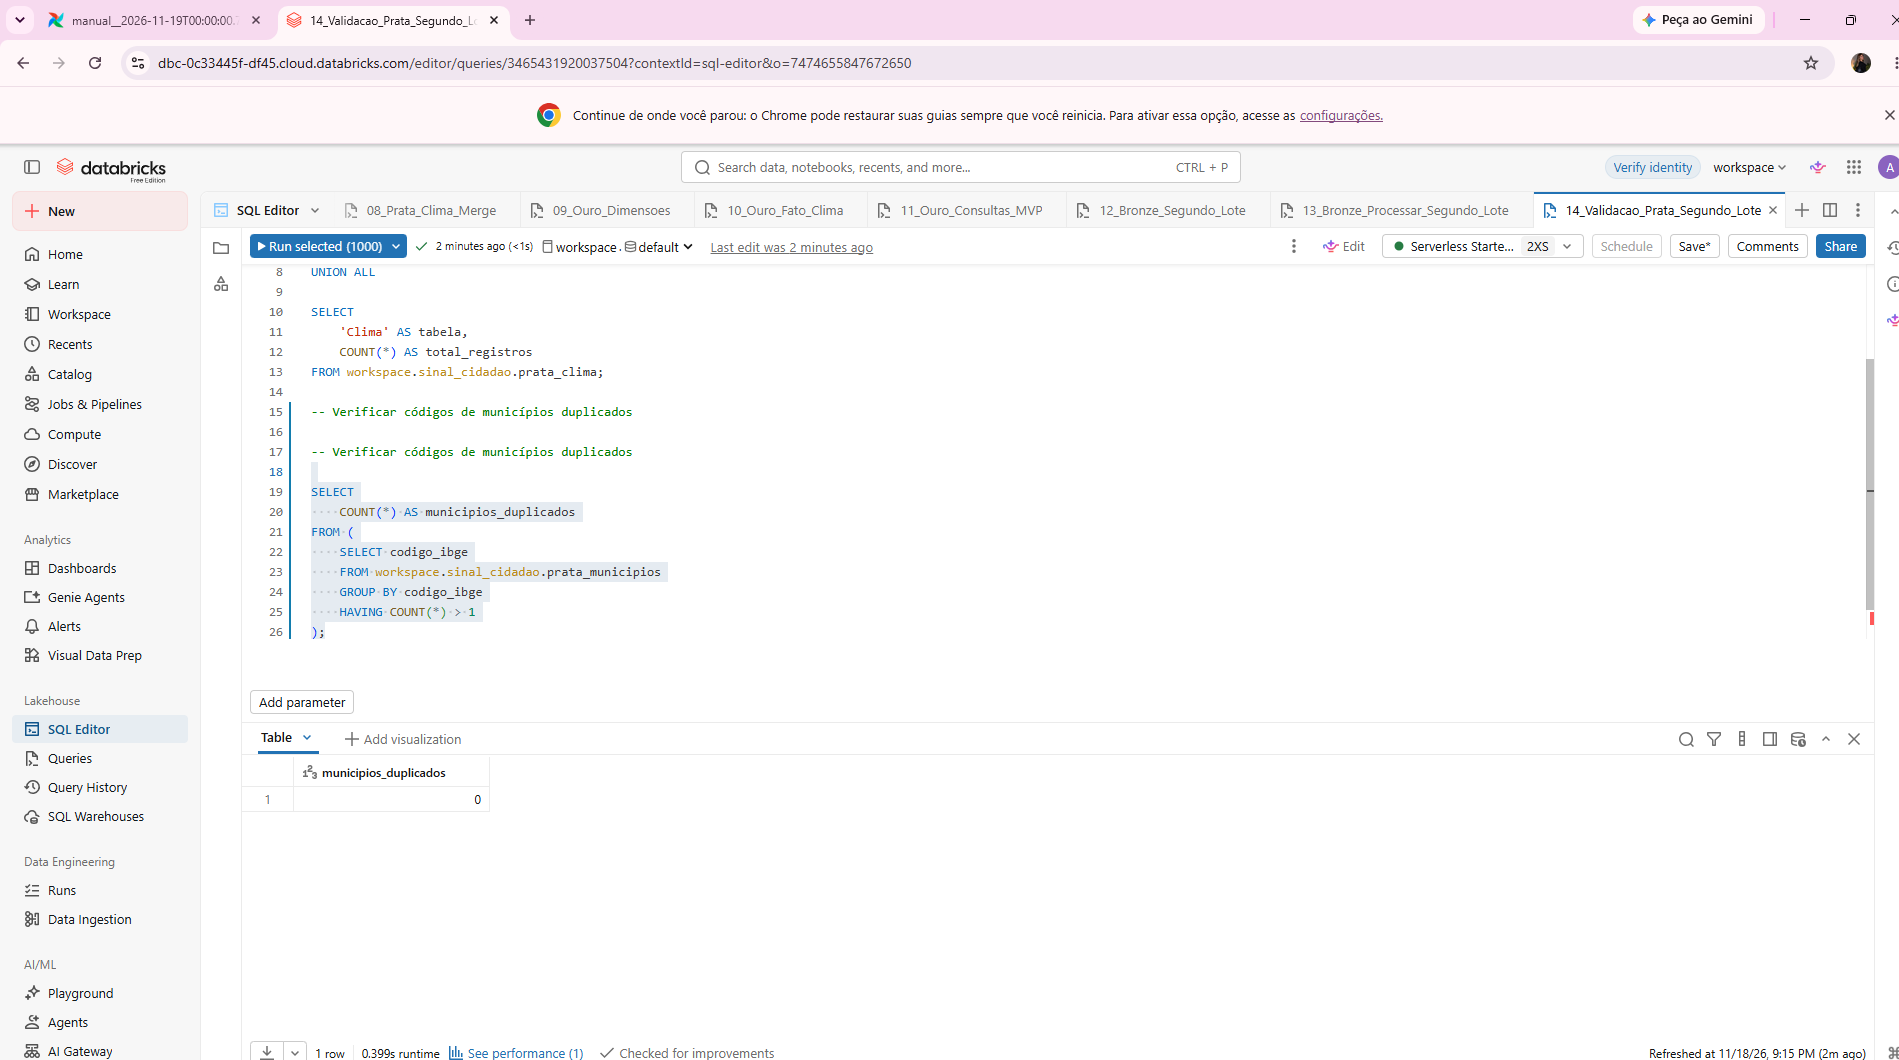 manual__2026-11-19T00:00:00.
14_Validacao_Prata_Segundo_Lo
Peça ao Gemini
dbc-0c33445f-df45.cloud.databricks.com/editor/queries/3465431920037504?contextId=sql-editor&o=7474655847672650
Continue de onde você parou: o Chrome pode restaurar suas guias sempre que você reinicia. Para ativar essa opção, acesse as configurações.
databricks
Free Edition
Search data, notebooks, recents, and more...
CTRL + P
Verify identity
workspace
A
New
SQL Editor
08_Prata_Clima_Merge
09_Ouro_Dimensoes
10_Ouro_Fato_Clima
11_Ouro_Consultas_MVP
12_Bronze_Segundo_Lote
13_Bronze_Processar_Segundo_Lote
14_Validacao_Prata_Segundo_Lote
Run selected (1000)
2 minutes ago (<1s)
workspace.
default
Last edit was 2 minutes ago
Edit
Serverless Starte...
2XS
Schedule
Save*
Comments
Share
Home
Learn
Workspace
Recents
Catalog
Jobs & Pipelines
Compute
Discover
Marketplace
Analytics
Dashboards
Genie Agents
Alerts
Visual Data Prep
Lakehouse
SQL Editor
Queries
Query History
SQL Warehouses
Data Engineering
Runs
Data Ingestion
AI/ML
Playground
Agents
AI Gateway
8 UNION ALL
9
10 SELECT
11 'Clima' AS tabela,
12 COUNT(*) AS total_registros
13 FROM workspace.sinal_cidadao.prata_clima;
14
15 -- Verificar códigos de municípios duplicados
16
17 -- Verificar códigos de municípios duplicados
18
19 SELECT
20 COUNT(*) AS municipios_duplicados
21 FROM (
22 SELECT codigo_ibge
23 FROM workspace.sinal_cidadao.prata_municipios
24 GROUP BY codigo_ibge
25 HAVING COUNT(*) > 1
26 );
Add parameter
Table
Add visualization
123 municipios_duplicados
1 0
1 row
0.399s runtime
See performance (1)
Checked for improvements
Refreshed at 11/18/26, 9:15 PM (2m ago)